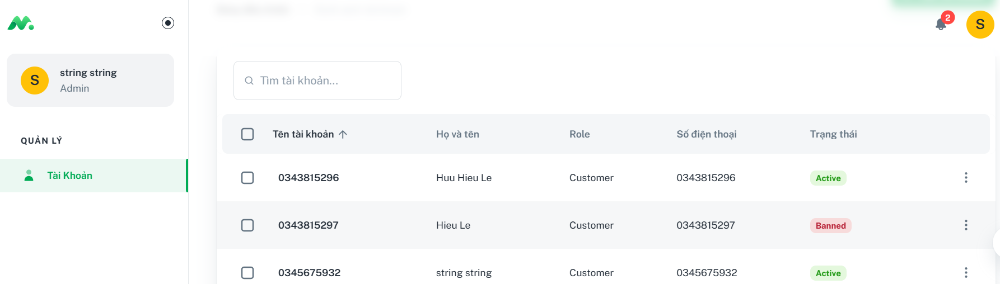 2
S
S
string string
Admin
QUẢN LÝ
Tài Khoản
Tìm tài khoản...
Tên tài khoản Họ và tên Role Số điện thoại Trạng thái
0343815296 Huu Hieu Le Customer 0343815296 Active
0343815297 Hieu Le Customer 0343815297 Banned
0345675932 string string Customer 0345675932 Active